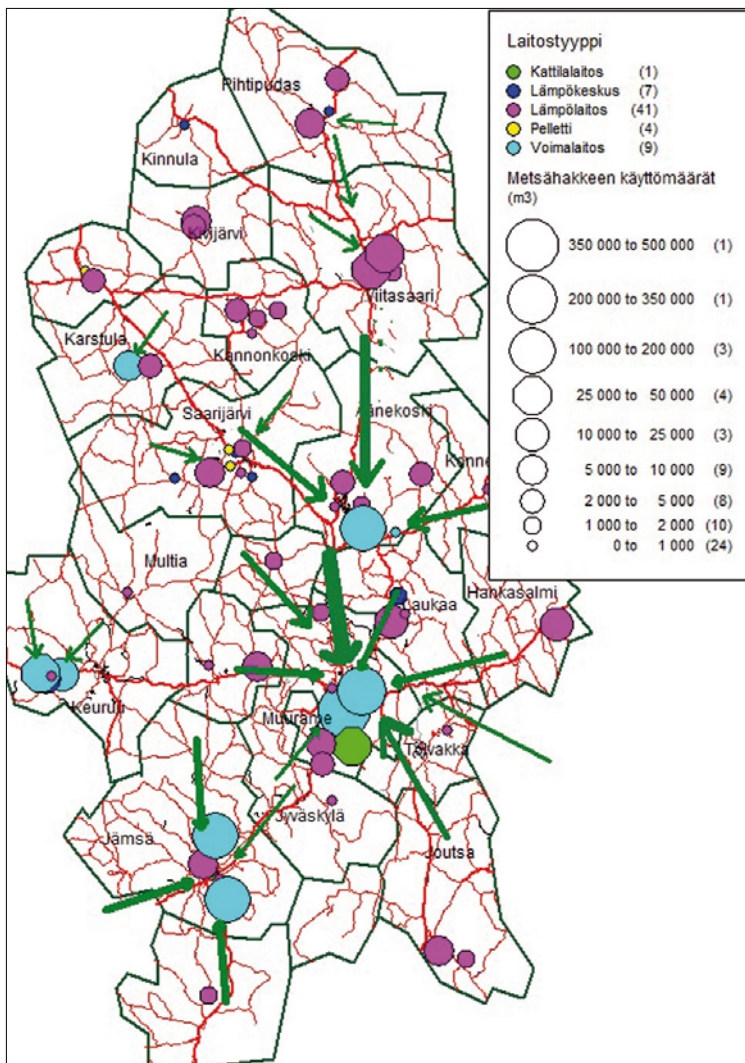 Laitostyyppi
Kattilalaitos (1)
Lämpökeskus (7)
Lämpölaitos (41)
Pelletti (4)
Voimalaitos (9)
Metsähakkeen käyttömäärät
(m3)
350 000 to 500 000 (1)
200 000 to 350 000 (1)
100 000 to 200 000 (3)
25 000 to 50 000 (4)
10 000 to 25 000 (3)
5 000 to 10 000 (9)
2 000 to 5 000 (8)
1 000 to 2 000 (10)
0 to 1 000 (24)
Pihtipudas
Kinnula
Kivijärvi
Viitasaari
Karstula
Kannonkoski
Saarijärvi
Äänekoski
Konne
Multia
Laukaa
Hankasalmi
Keuruu
Muurame
Toivakka
Jyväskylä
Jämsä
Joutsa